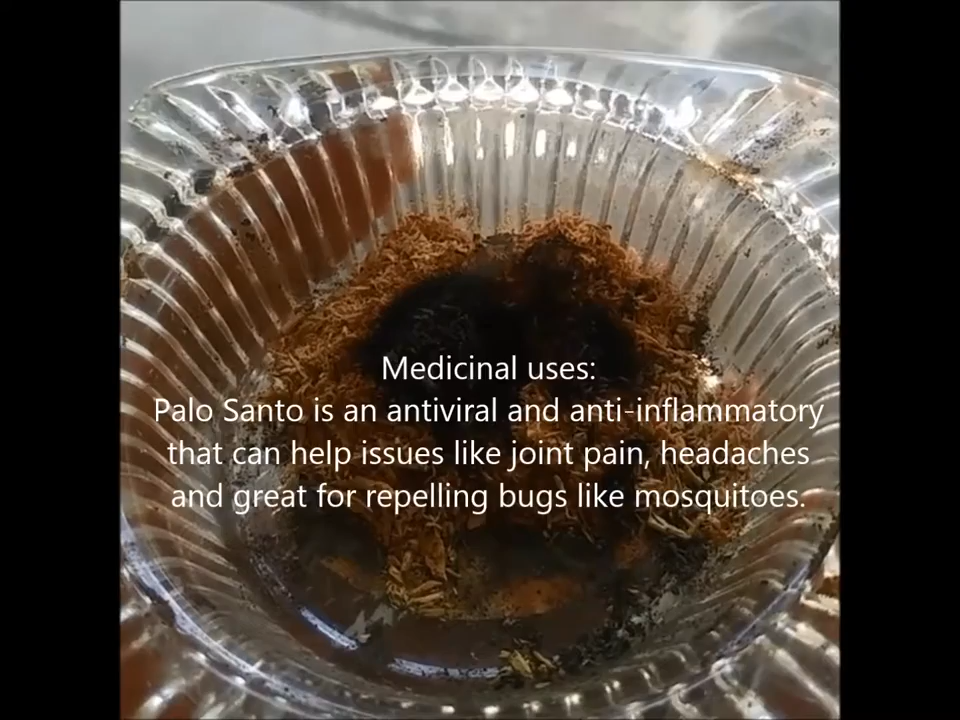 Medicinal uses:
Palo Santo is an antiviral and anti-inflammatory
that can help issues like joint pain, headaches
and great for repelling bugs like mosquitoes.